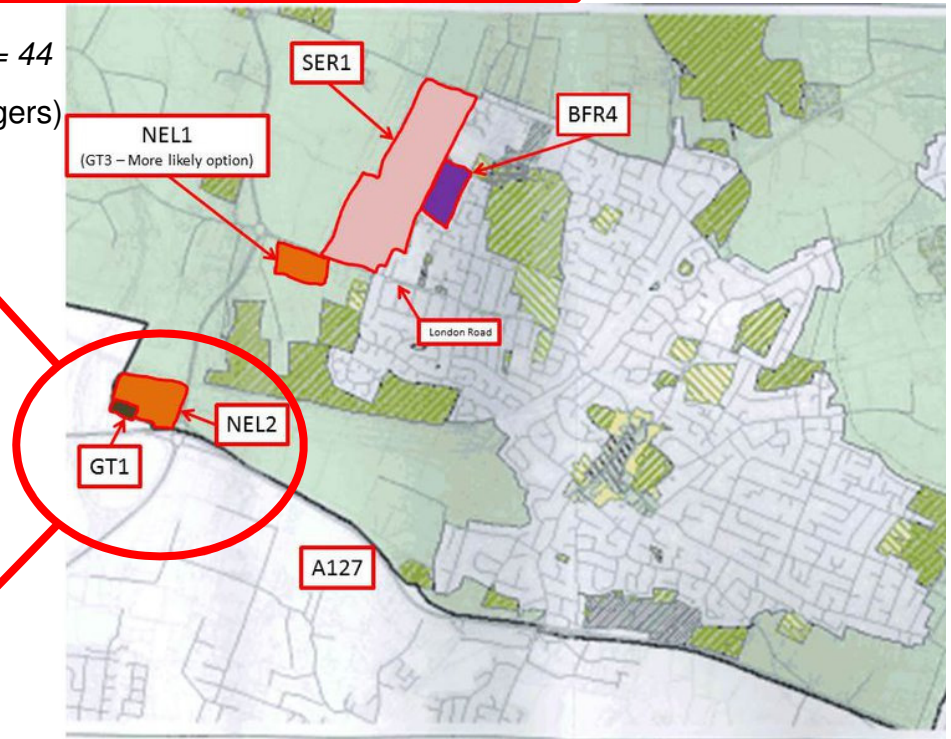 = 44
gers)
SER1
BFR4
NEL1
(GT3 – More likely option)
London Road
NEL2
GT1
A127